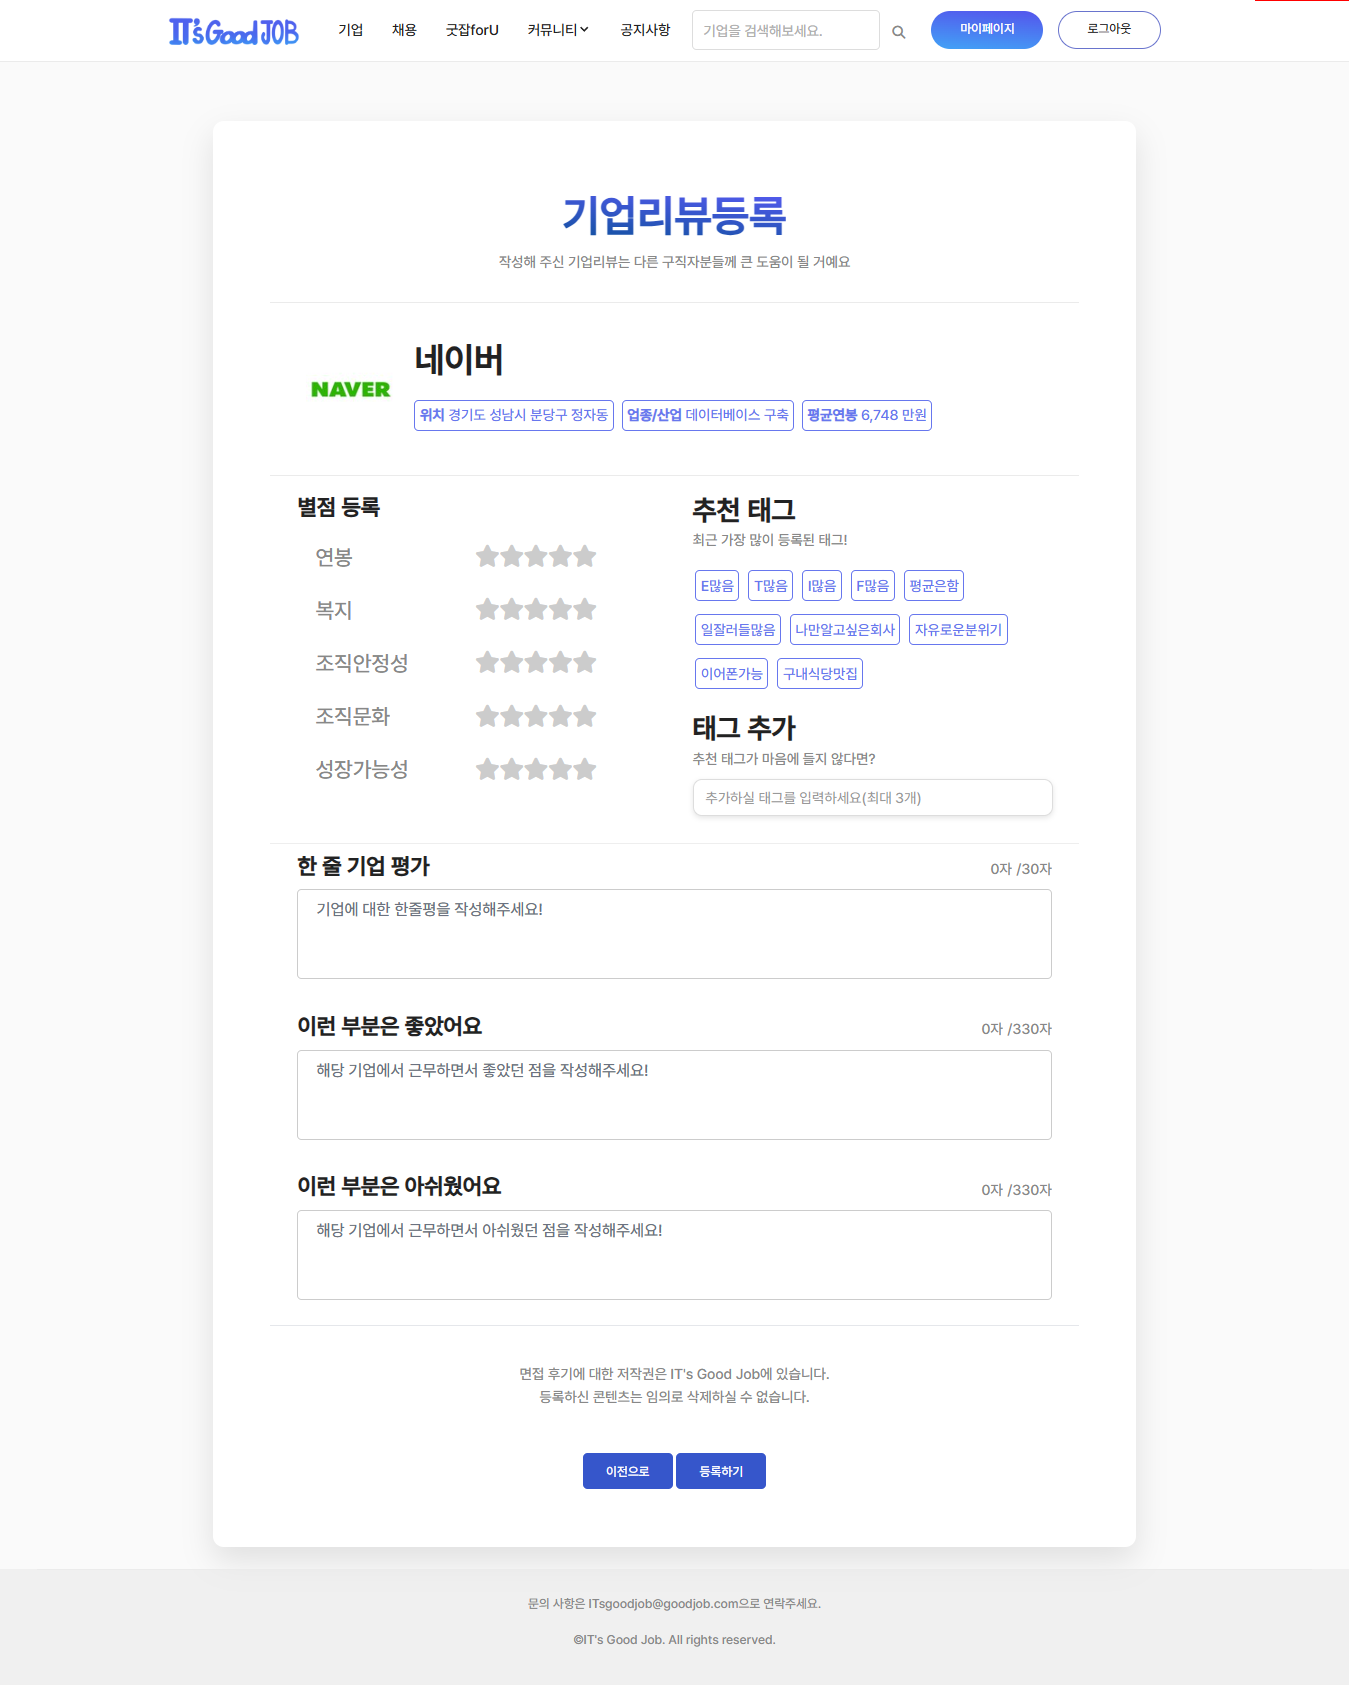 IT's Good JOB 기업 채용 굿잡forU 커뮤니티 공지사항 기업을 검색해보세요. 마이페이지 로그아웃
기업리뷰등록
작성해 주신 기업리뷰는 다른 구직자분들께 큰 도움이 될 거예요
네이버
NAVER
위치 경기도 성남시 분당구 정자동 업종/산업 데이터베이스 구축 평균연봉 6,748 만원
별점 등록
연봉
복지
조직안정성
조직문화
성장가능성
추천 태그
최근 가장 많이 등록된 태그!
E많음 T많음 I많음 F많음 평균은함
일잘러들많음 나만알고싶은회사 자유로운분위기
이어폰가능 구내식당맛집
태그 추가
추천 태그가 마음에 들지 않다면?
추가하실 태그를 입력하세요(최대 3개)
한 줄 기업 평가 0자 /30자
기업에 대한 한줄평을 작성해주세요!
이런 부분은 좋았어요 0자 /330자
해당 기업에서 근무하면서 좋았던 점을 작성해주세요!
이런 부분은 아쉬웠어요 0자 /330자
해당 기업에서 근무하면서 아쉬웠던 점을 작성해주세요!
면접 후기에 대한 저작권은 IT's Good Job에 있습니다.
등록하신 콘텐츠는 임의로 삭제하실 수 없습니다.
이전으로 등록하기
문의 사항은 ITsgoodjob@goodjob.com으로 연락주세요.
©IT's Good Job. All rights reserved.